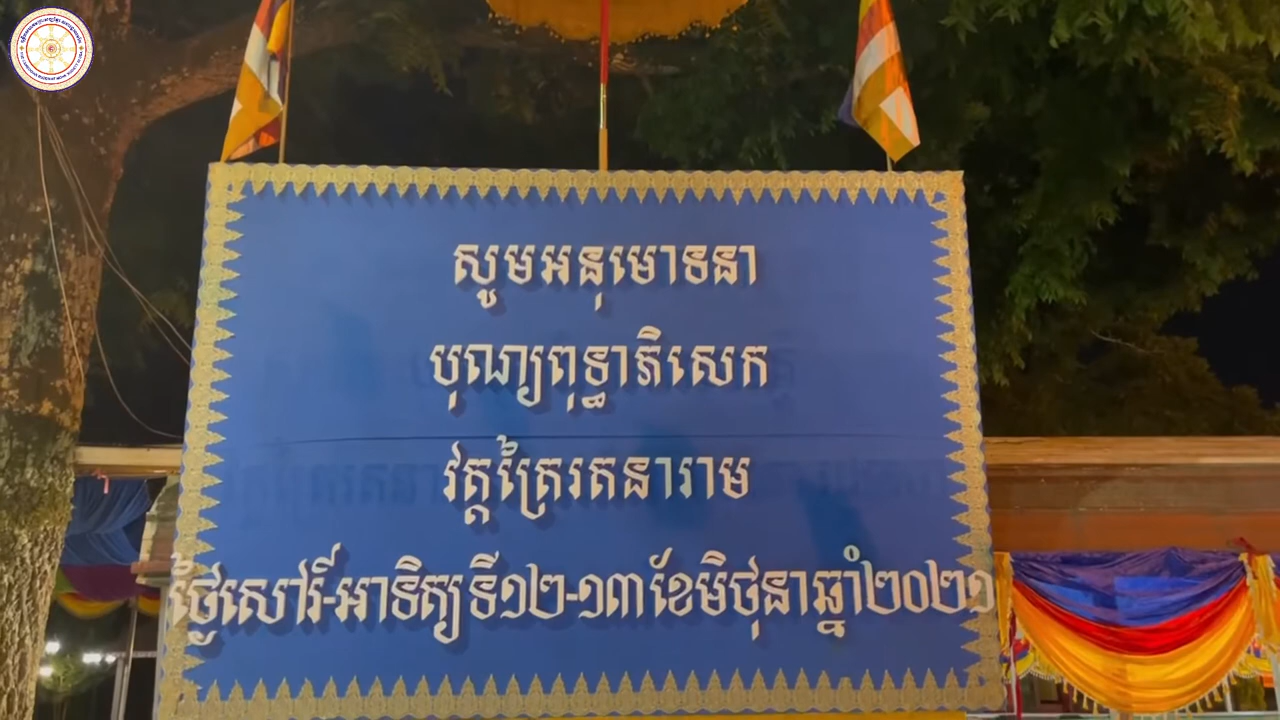 សូមអនុមោទនា
បុណ្យពុទ្ធាភិសេក
វត្តត្រៃរតនារាម
ថ្ងៃសៅរ៍-អាទិត្យ ទី១២-១៣ ខែមិថុនា ឆ្នាំ២០២១